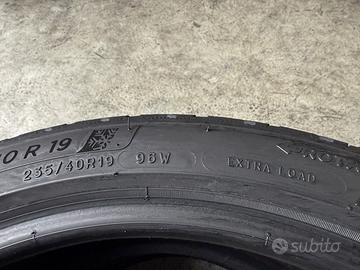 0 R 19
235/40R19 96W EXTRA LOAD
subito